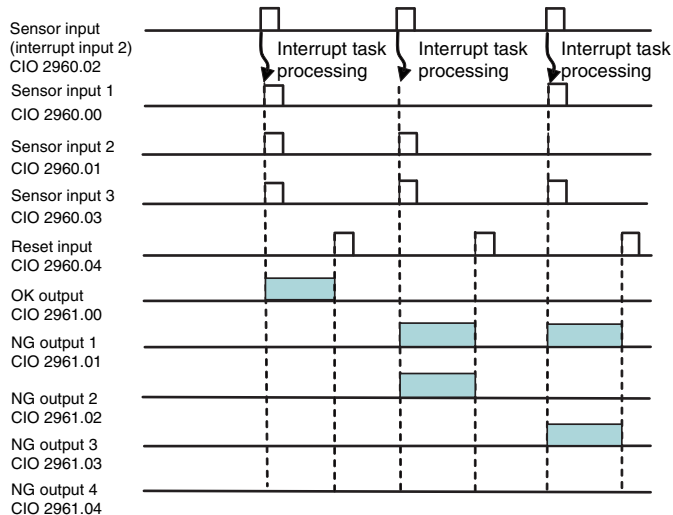 Sensor input
(interrupt input 2)
CIO 2960.02
Interrupt task
processing
Interrupt task
processing
Interrupt task
processing
Sensor input 1
CIO 2960.00
Sensor input 2
CIO 2960.01
Sensor input 3
CIO 2960.03
Reset input
CIO 2960.04
OK output
CIO 2961.00
NG output 1
CIO 2961.01
NG output 2
CIO 2961.02
NG output 3
CIO 2961.03
NG output 4
CIO 2961.04